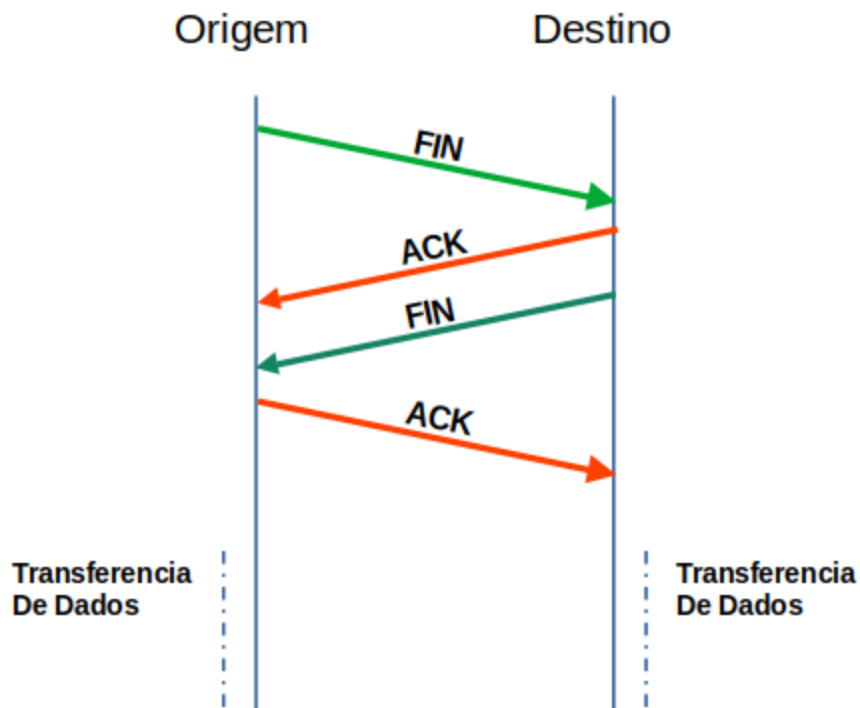 Origem
Destino
FIN
ACK
FIN
ACK
Transferencia
De Dados
Transferencia
De Dados